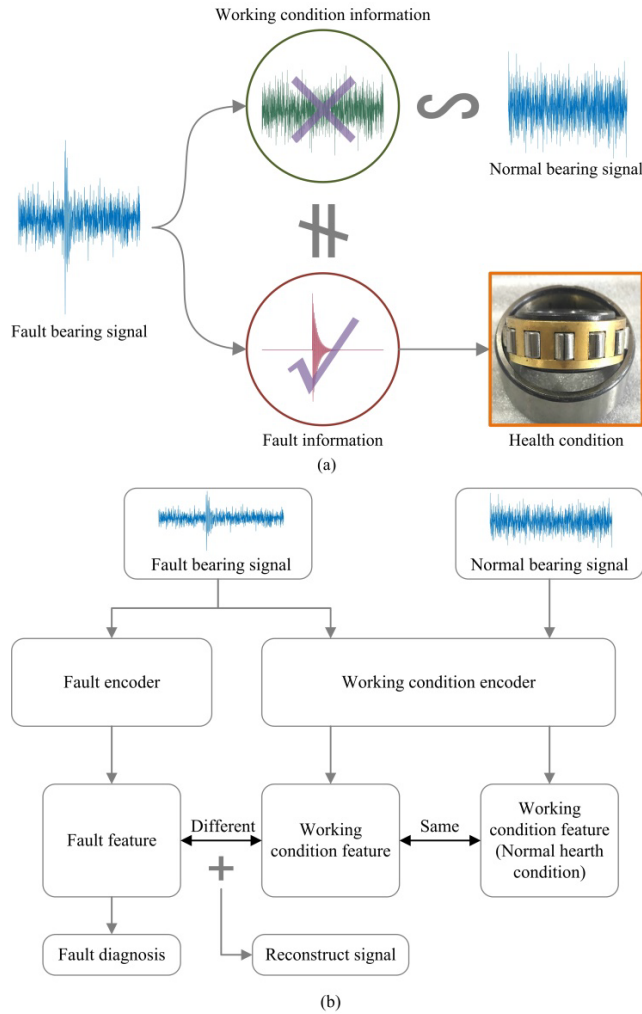 Working condition information
Normal bearing signal
Fault bearing signal
Fault information
Health condition
(a)
Fault bearing signal
Normal bearing signal
Fault encoder
Working condition encoder
Fault feature
Different
Working
condition feature
Same
Working
condition feature
(Normal hearth
condition)
Fault diagnosis
Reconstruct signal
(b)